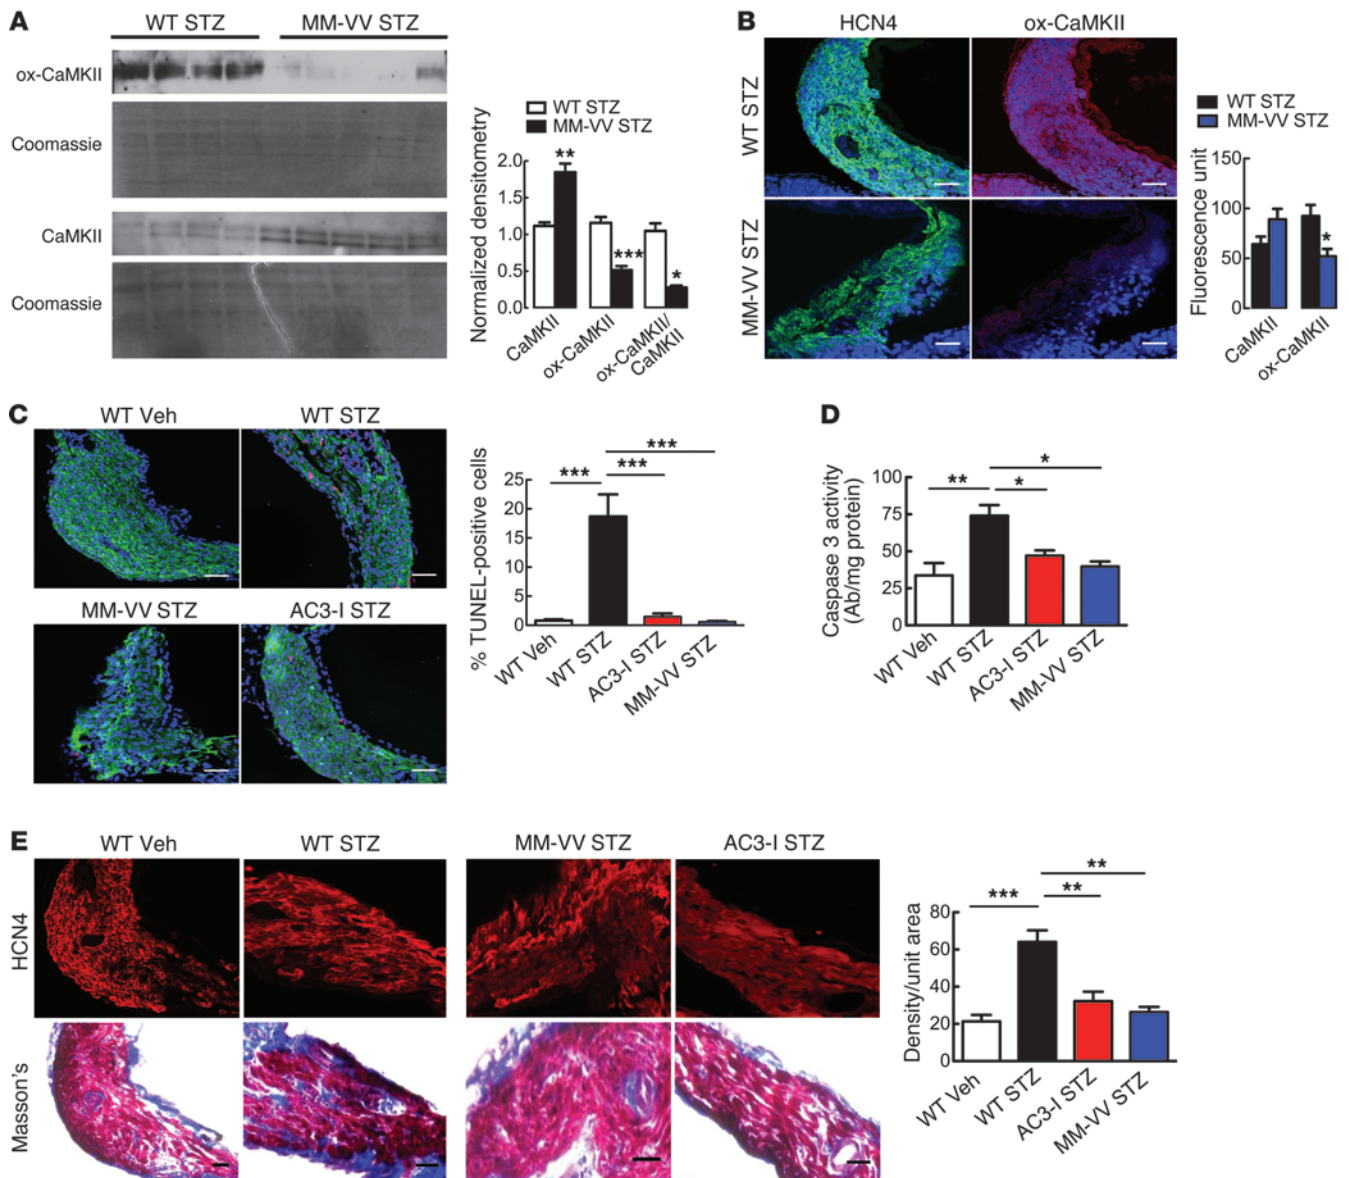 A
WT STZ
MM-VV STZ
ox-CaMKII
Coomassie
CaMKII
Coomassie
WT STZ
MM-VV STZ
Normalized densitometry
2.0
1.5
1.0
0.5
0.0
**
***
*
CaMKII
ox-CaMKII
ox-CaMKII/
CaMKII
B
HCN4
ox-CaMKII
WT STZ
MM-VV STZ
WT STZ
MM-VV STZ
Fluorescence unit
150
100
50
0
*
CaMKII
ox-CaMKII
C
WT Veh
WT STZ
MM-VV STZ
AC3-I STZ
% TUNEL-positive cells
25
20
15
10
5
0
***
***
***
WT Veh
WT STZ
AC3-I STZ
MM-VV STZ
D
Caspase 3 activity
(Ab/mg protein)
100
75
50
25
0
*
**
*
WT Veh
WT STZ
AC3-I STZ
MM-VV STZ
E
WT Veh
WT STZ
MM-VV STZ
AC3-I STZ
HCN4
Masson's
Density/unit area
80
60
40
20
0
**
***
**
WT Veh
WT STZ
AC3-I STZ
MM-VV STZ